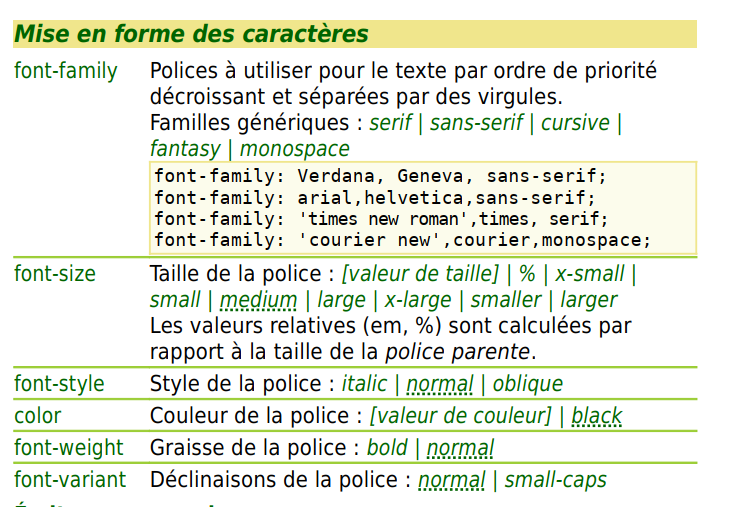 Mise en forme des caractères
font-family Polices à utiliser pour le texte par ordre de priorité
décroissant et séparées par des virgules.
Familles génériques : serif | sans-serif | cursive |
fantasy | monospace
font-family: Verdana, Geneva, sans-serif;
font-family: arial,helvetica,sans-serif;
font-family: 'times new roman',times, serif;
font-family: 'courier new',courier,monospace;
font-size Taille de la police : [valeur de taille] | % | x-small |
small | medium | large | x-large | smaller | larger
Les valeurs relatives (em, %) sont calculées par
rapport à la taille de la police parente.
font-style Style de la police : italic | normal | oblique
color Couleur de la police : [valeur de couleur] | black
font-weight Graisse de la police : bold | normal
font-variant Déclinaisons de la police : normal | small-caps